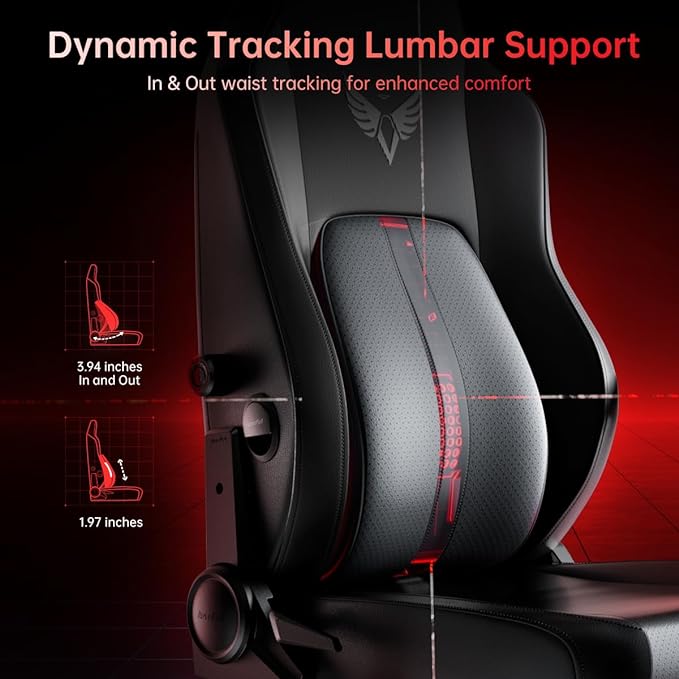 Dynamic Tracking Lumbar Support
In & Out waist tracking for enhanced comfort
3.94 inches
In and Out
1.97 inches